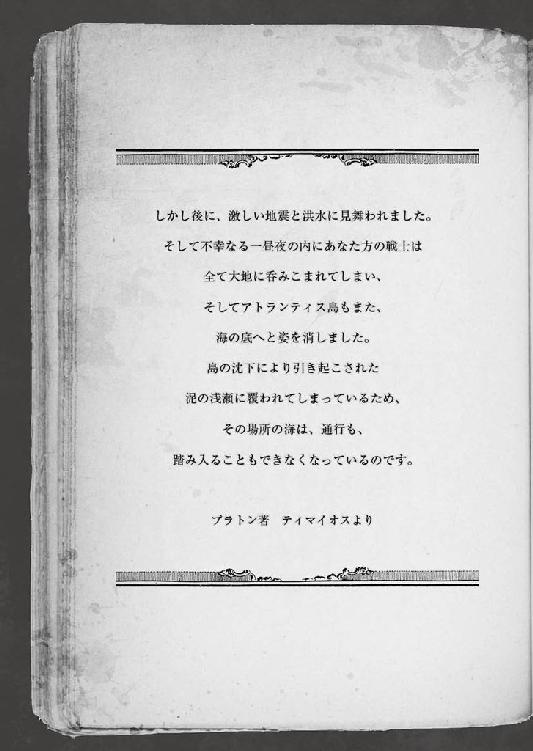 しかし後に、激しい地震と洪水に見舞われました。
そして不幸なる一昼夜の内にあなた方の戦士は
全て大地に呑みこまれてしまい、
そしてアトランティス島もまた、
海の底へと姿を消しました。
島の沈下により引き起こされた
泥の浅瀬に覆われてしまっているため、
その場所の海は、通行も、
踏み入ることもできなくなっているのです。
プラトン著　ティマイオスより